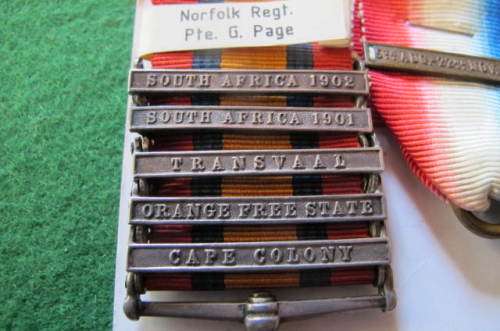 Norfolk Regt.
Pte. G. Page
SOUTH AFRICA 1902
SOUTH AFRICA 1901
TRANSVAAL
ORANGE FREE STATE
CAPE COLONY